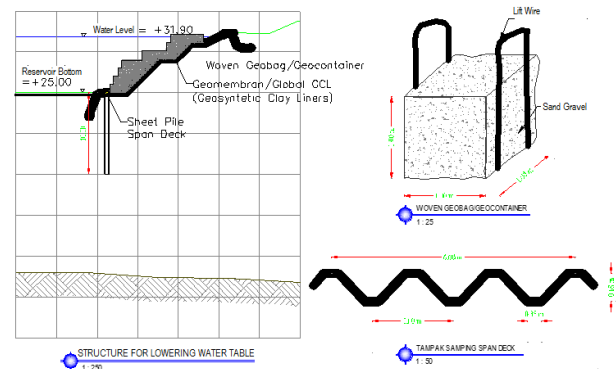 Water Level = +31,90
Reservoir Bottom
=+25,00
Woven Geobag/Geocontainer
Geomembran/Global GCL
(Geosyntetic Clay Liners)
Sheet Pile
Span Deck
STRUCTURE FOR LOWERING WATER TABLE
1 : 250
Lift Wire
Sand Gravel
WOVEN GEOBAG/GEOCONTAINER
1 : 25
TAMPAK SAMPING SPAN DECK
1 : 50